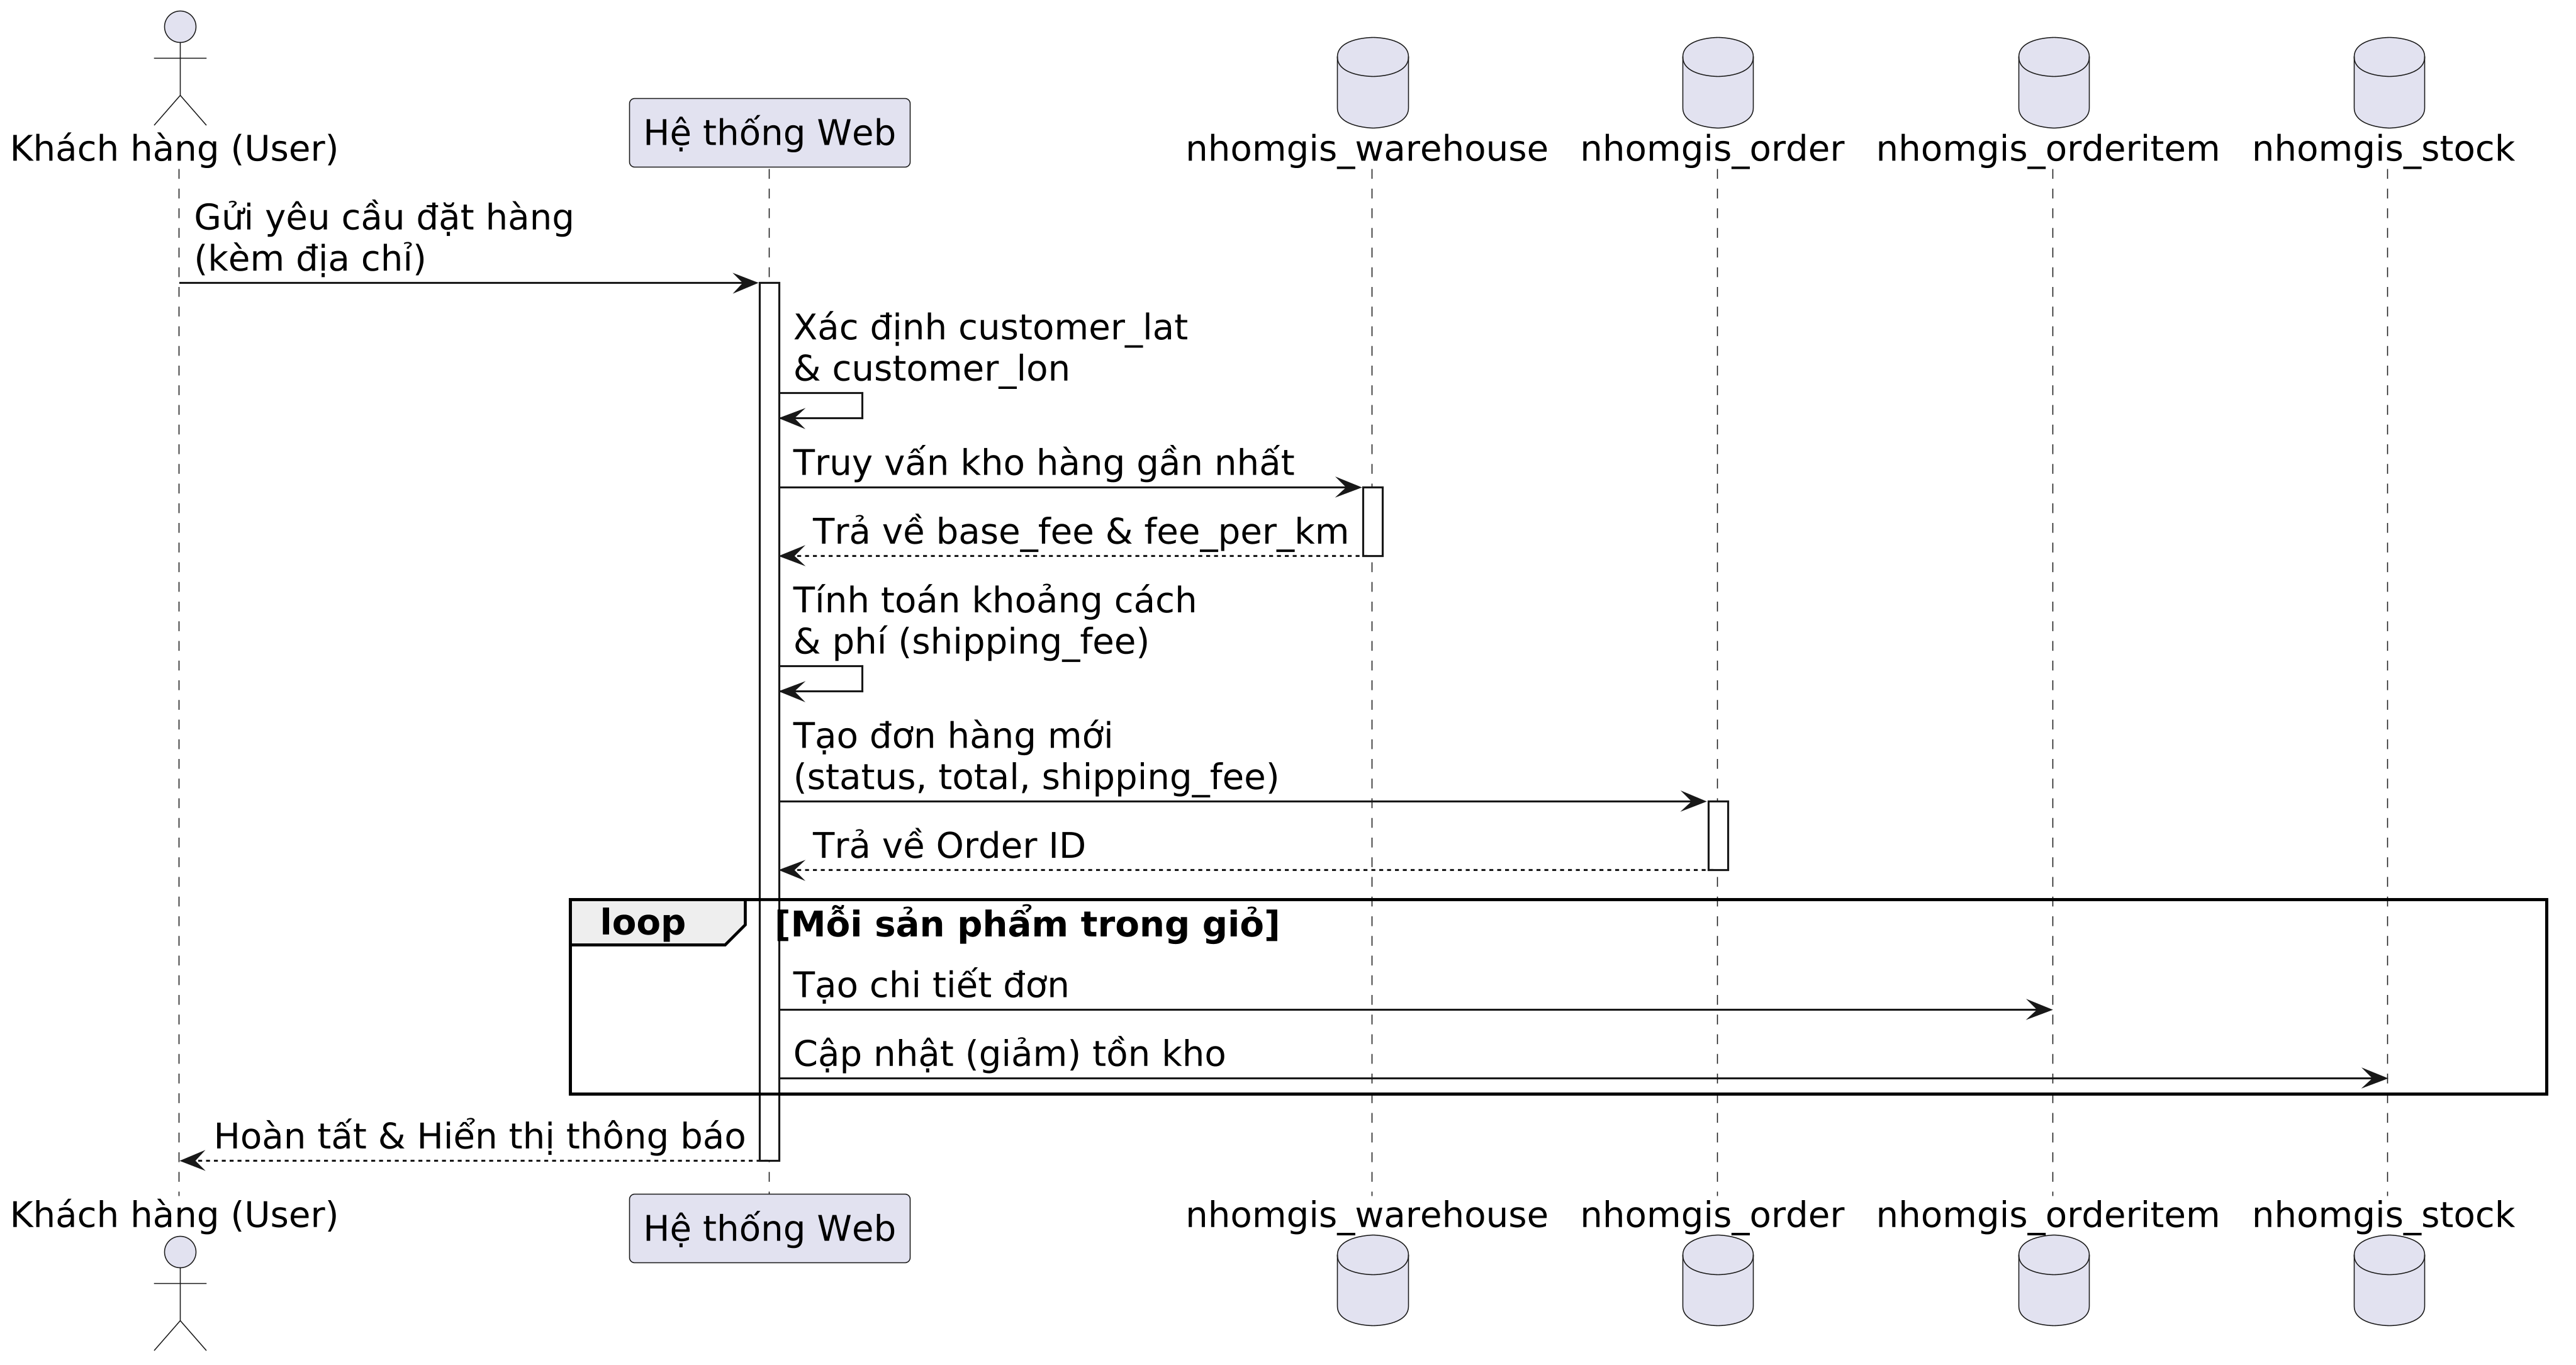 Khách hàng (User)
Hệ thống Web
nhomgis_warehouse
nhomgis_order
nhomgis_orderitem
nhomgis_stock
Gửi yêu cầu đặt hàng
(kèm địa chỉ)
Xác định customer_lat
& customer_lon
Truy vấn kho hàng gần nhất
Trả về base_fee & fee_per_km
Tính toán khoảng cách
& phí (shipping_fee)
Tạo đơn hàng mới
(status, total, shipping_fee)
Trả về Order ID
loop [Mỗi sản phẩm trong giỏ]
Tạo chi tiết đơn
Cập nhật (giảm) tồn kho
Hoàn tất & Hiển thị thông báo
Khách hàng (User)
Hệ thống Web
nhomgis_warehouse
nhomgis_order
nhomgis_orderitem
nhomgis_stock